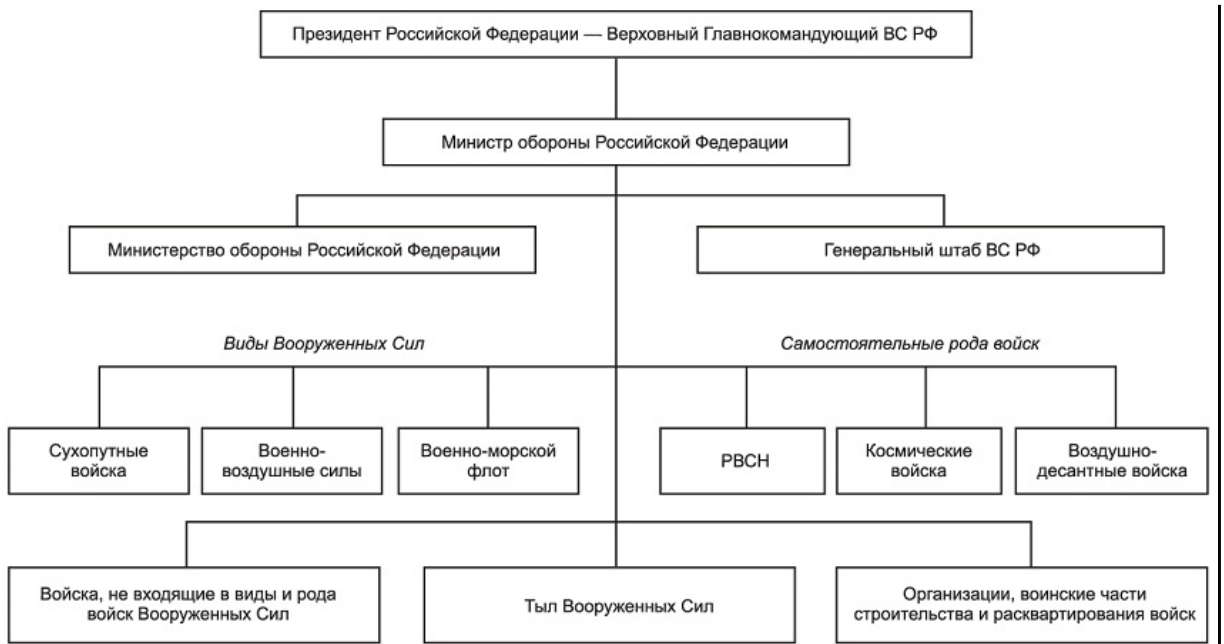 Президент Российской Федерации — Верховный Главнокомандующий ВС РФ
Министр обороны Российской Федерации
Министерство обороны Российской Федерации
Генеральный штаб ВС РФ
Виды Вооруженных Сил
Самостоятельные рода войск
Сухопутные
войска
Военно-
воздушные силы
Военно-морской
флот
РВСН
Космические
войска
Воздушно-
десантные войска
Войска, не входящие в виды и рода
войск Вооруженных Сил
Тыл Вооруженных Сил
Организации, воинские части
строительства и расквартирования войск